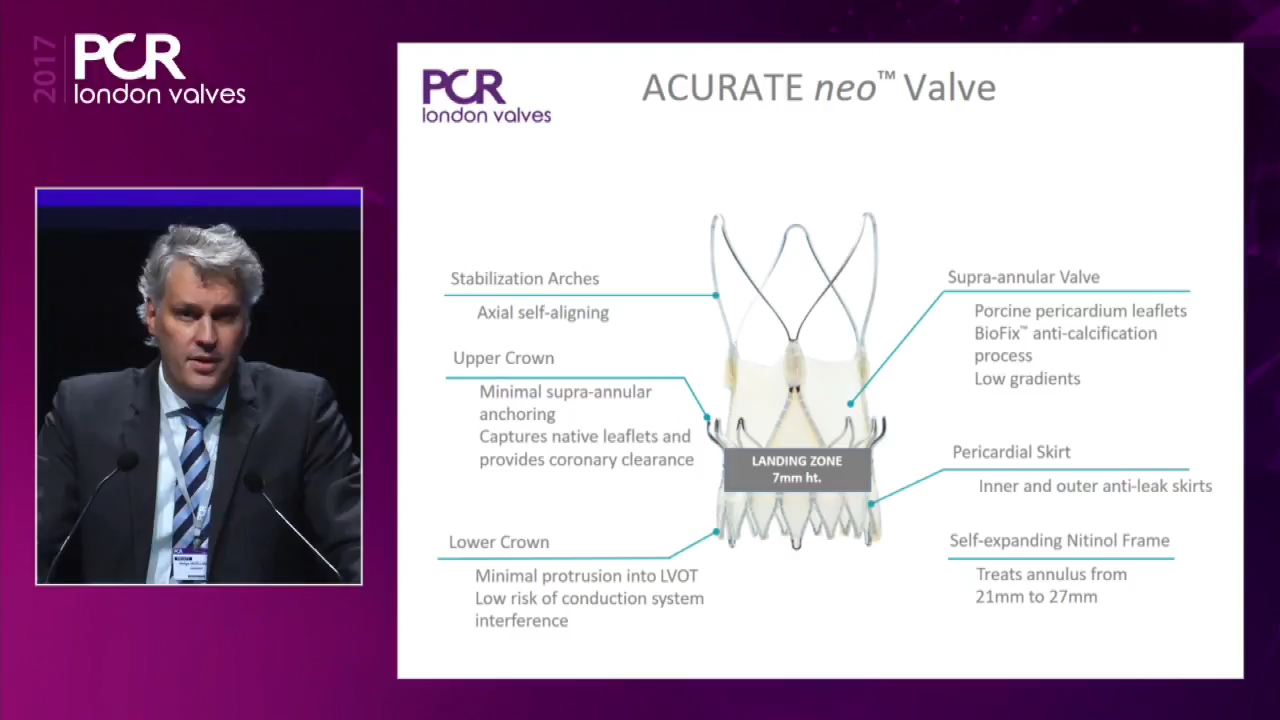 2017
PCR
london valves
PCR
london valves
ACURATE neo™ Valve
Stabilization Arches
Axial self-aligning
Upper Crown
Minimal supra-annular
anchoring
Captures native leaflets and
provides coronary clearance
Lower Crown
Minimal protrusion into LVOT
Low risk of conduction system
interference
LANDING ZONE
7mm ht.
Supra-annular Valve
Porcine pericardium leaflets
BioFix™ anti-calcification
process
Low gradients
Pericardial Skirt
Inner and outer anti-leak skirts
Self-expanding Nitinol Frame
Treats annulus from
21mm to 27mm